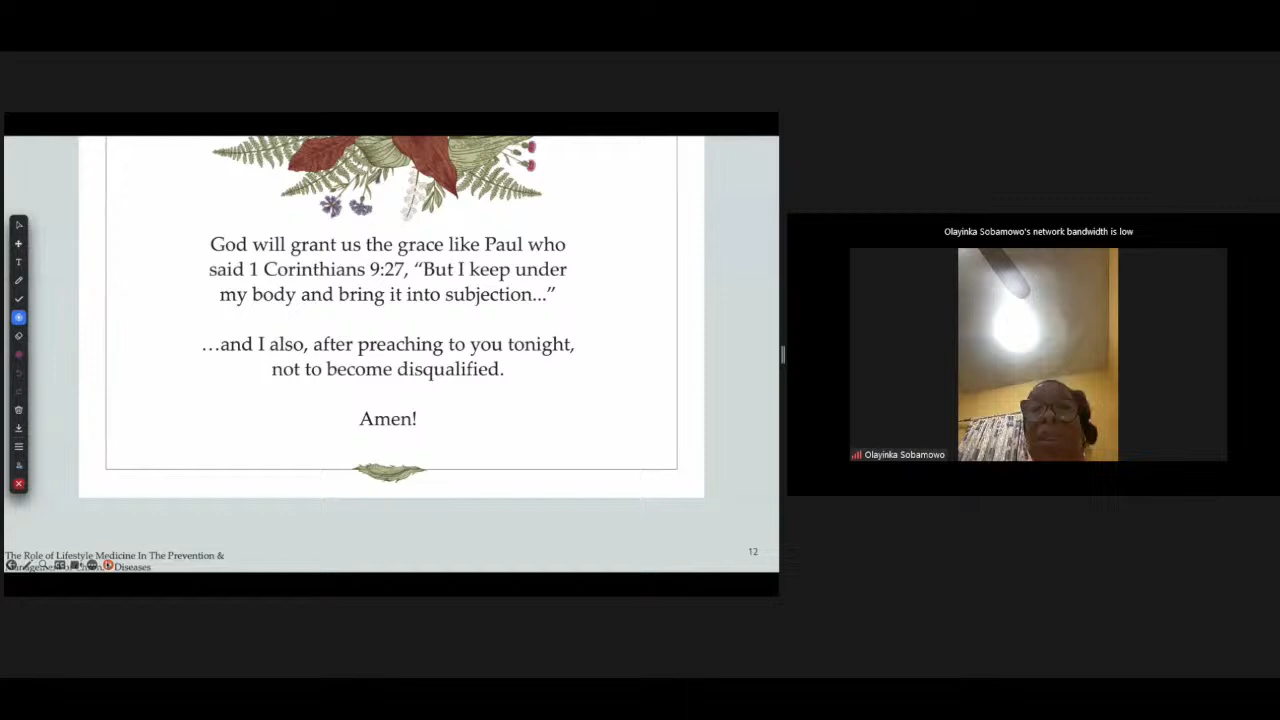 God will grant us the grace like Paul who
said 1 Corinthians 9:27, “But I keep under
my body and bring it into subjection...”
…and I also, after preaching to you tonight,
not to become disqualified.
Amen!
The Role of Lifestyle Medicine In The Prevention &
Diseases
12
Olayinka Sobamowo's network bandwidth is low
Olayinka Sobamowo